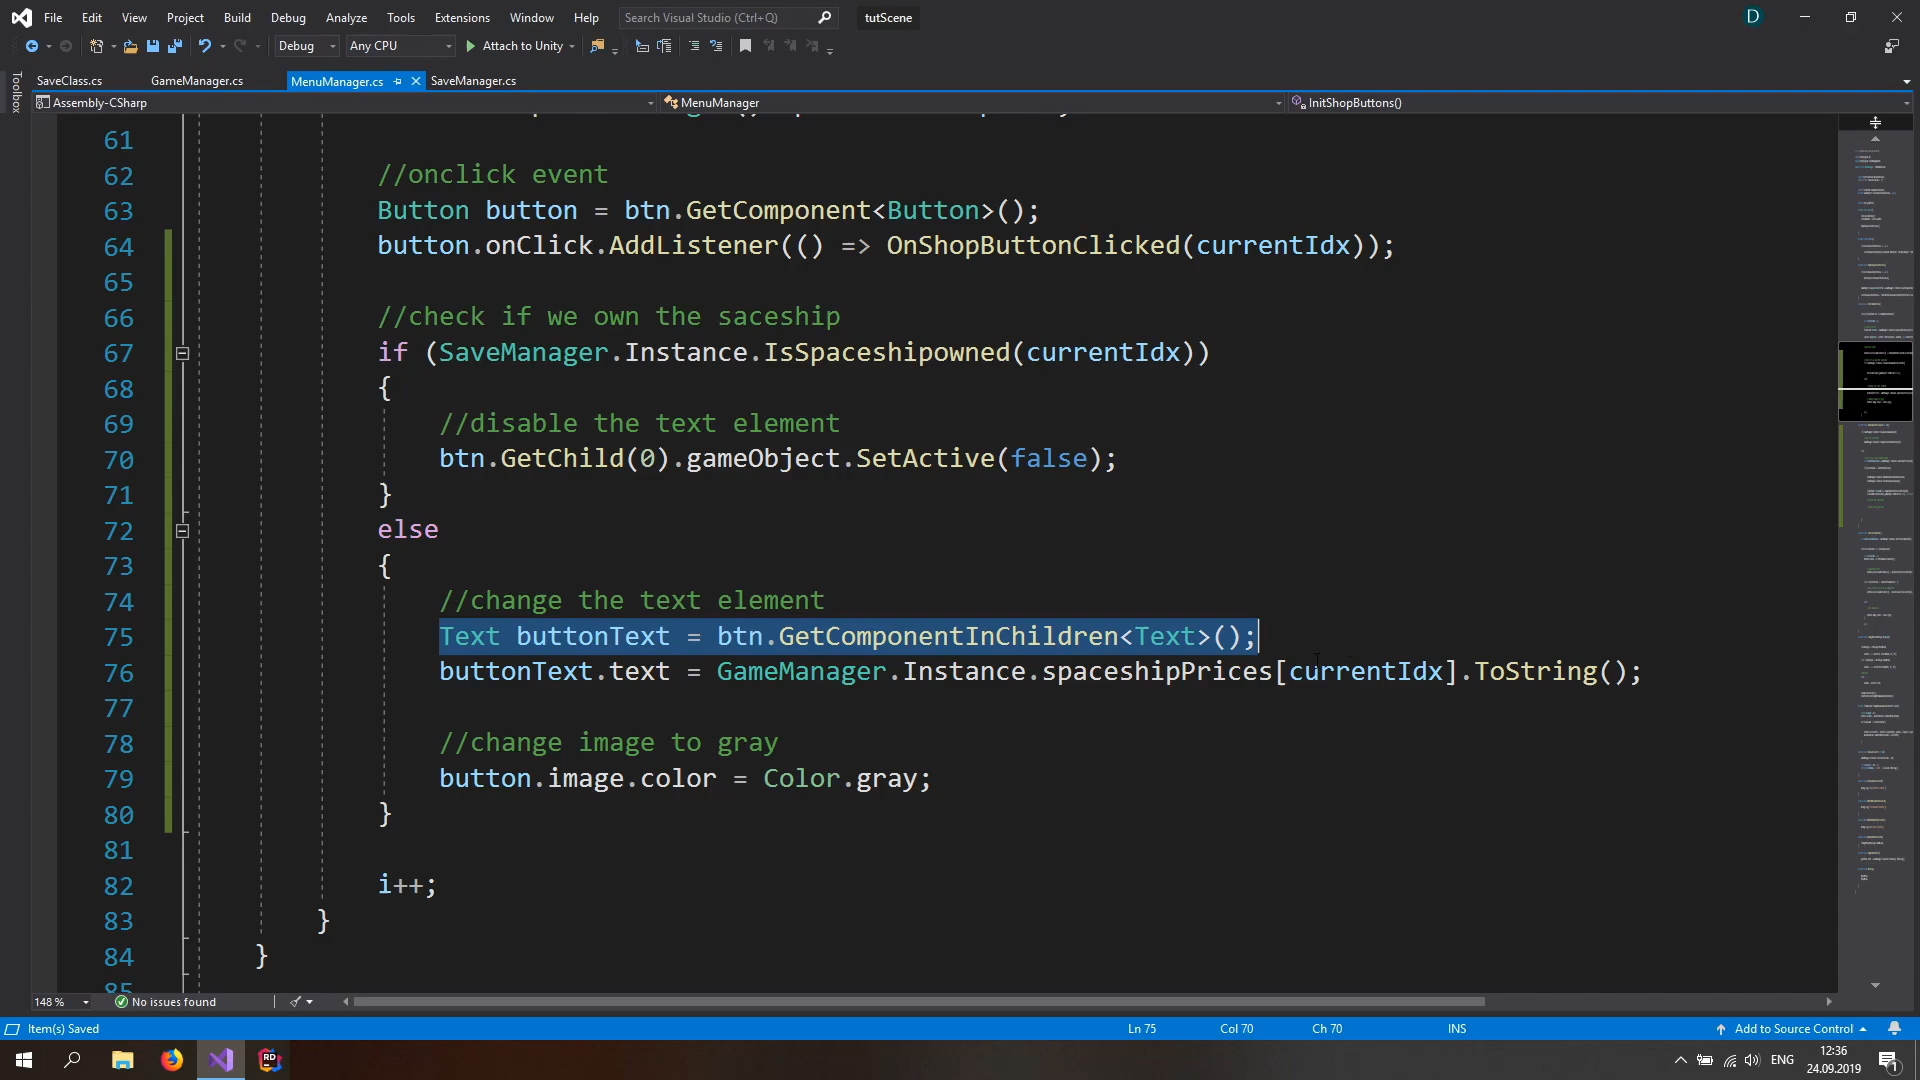 File Edit View Project Build Debug Analyze Tools Extensions Window Help Search Visual Studio (Ctrl+Q) tutScene D
Debug Any CPU Attach to Unity
SaveClass.cs GameManager.cs MenuManager.cs SaveManager.cs
Toolbox
Assembly-CSharp MenuManager InitShopButtons()
61
62 //onclick event
63 Button button = btn.GetComponent<Button>();
64 button.onClick.AddListener(() => OnShopButtonClicked(currentIdx));
65
66 //check if we own the saceship
67 if (SaveManager.Instance.IsSpaceshipowned(currentIdx))
68 {
69 //disable the text element
70 btn.GetChild(0).gameObject.SetActive(false);
71 }
72 else
73 {
74 //change the text element
75 Text buttonText = btn.GetComponentInChildren<Text>();
76 buttonText.text = GameManager.Instance.spaceshipPrices[currentIdx].ToString();
77
78 //change image to gray
79 button.image.color = Color.gray;
80 }
81
82 i++;
83 }
84 }
85
148 % No issues found
Item(s) Saved Ln 75 Col 70 Ch 70 INS Add to Source Control
RD ENG 12:36
24.09.2019 1